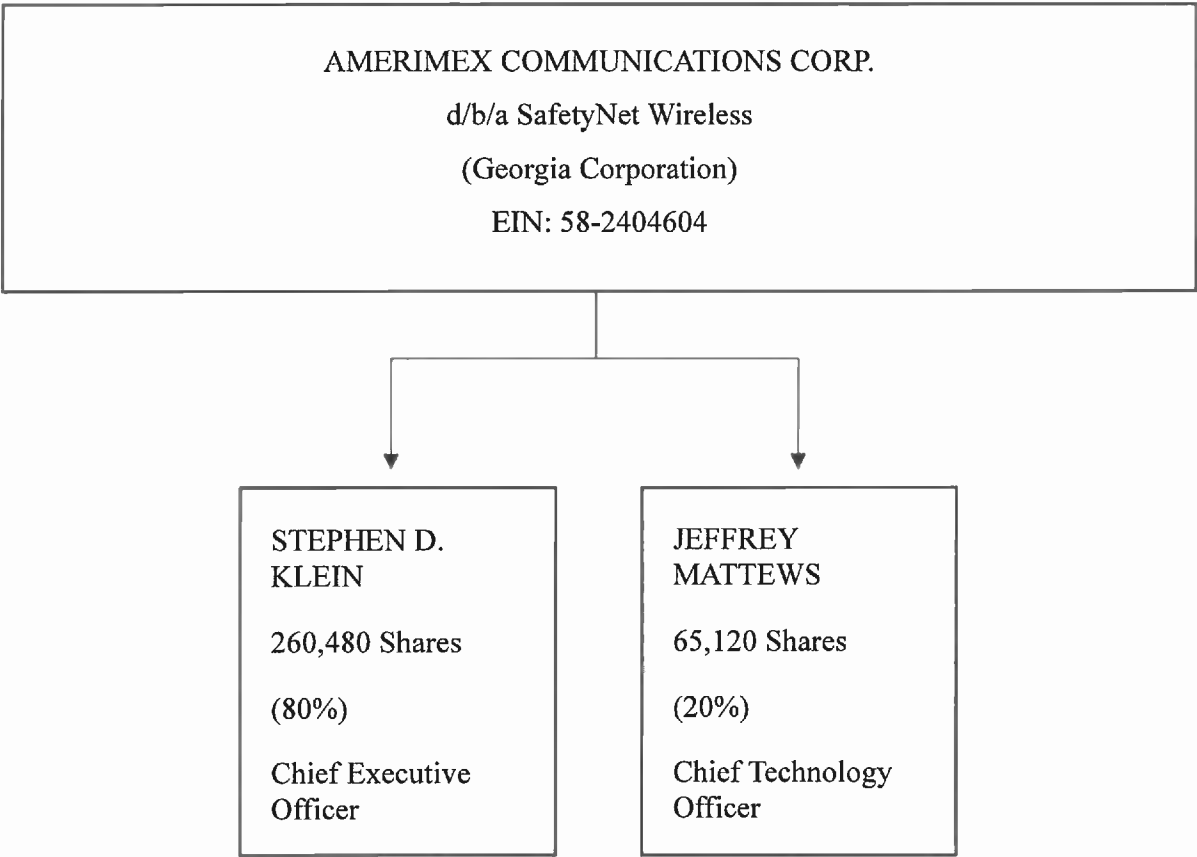 AMERIMEX COMMUNICATIONS CORP.
d/b/a SafetyNet Wireless
(Georgia Corporation)
EIN: 58-2404604
STEPHEN D.
KLEIN
260,480 Shares
(80%)
Chief Executive
Officer
JEFFREY
MATTEWS
65,120 Shares
(20%)
Chief Technology
Officer